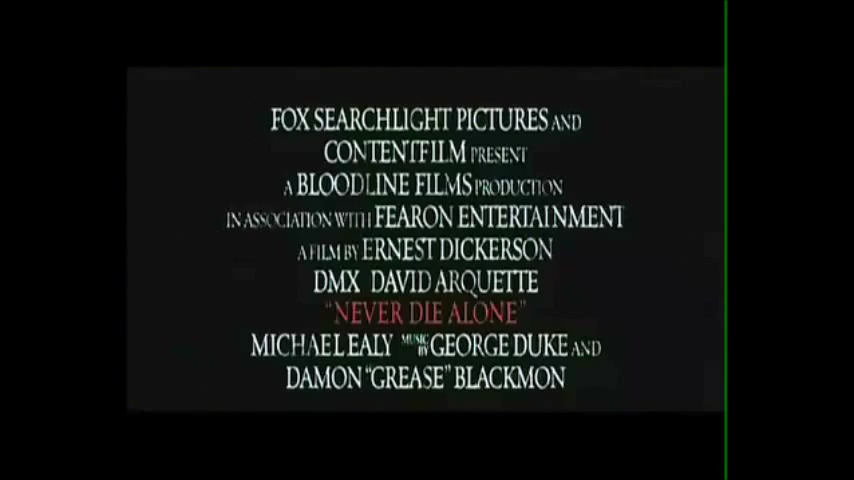 FOX SEARCHLIGHT PICTURES AND
CONTENTFILM PRESENT
A BLOODLINE FILMS PRODUCTION
IN ASSOCIATION WITH FEARON ENTERTAINMENT
A FILM BY ERNEST DICKERSON
DMX DAVID ARQUETTE
"NEVER DIE ALONE"
MICHAEL EALY MUSIC BY GEORGE DUKE AND
DAMON "GREASE" BLACKMON